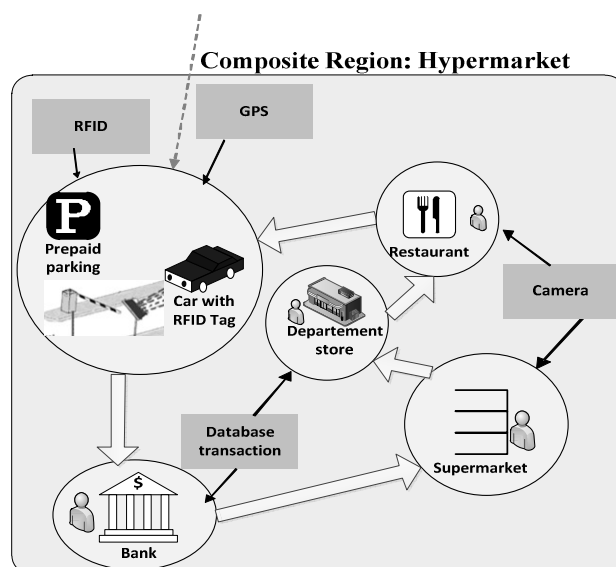 Composite Region: Hypermarket
GPS
RFID
P
Prepaid
parking
Car with
RFID Tag
Restaurant
Camera
Departement
store
Database
transaction
Supermarket
$
Bank